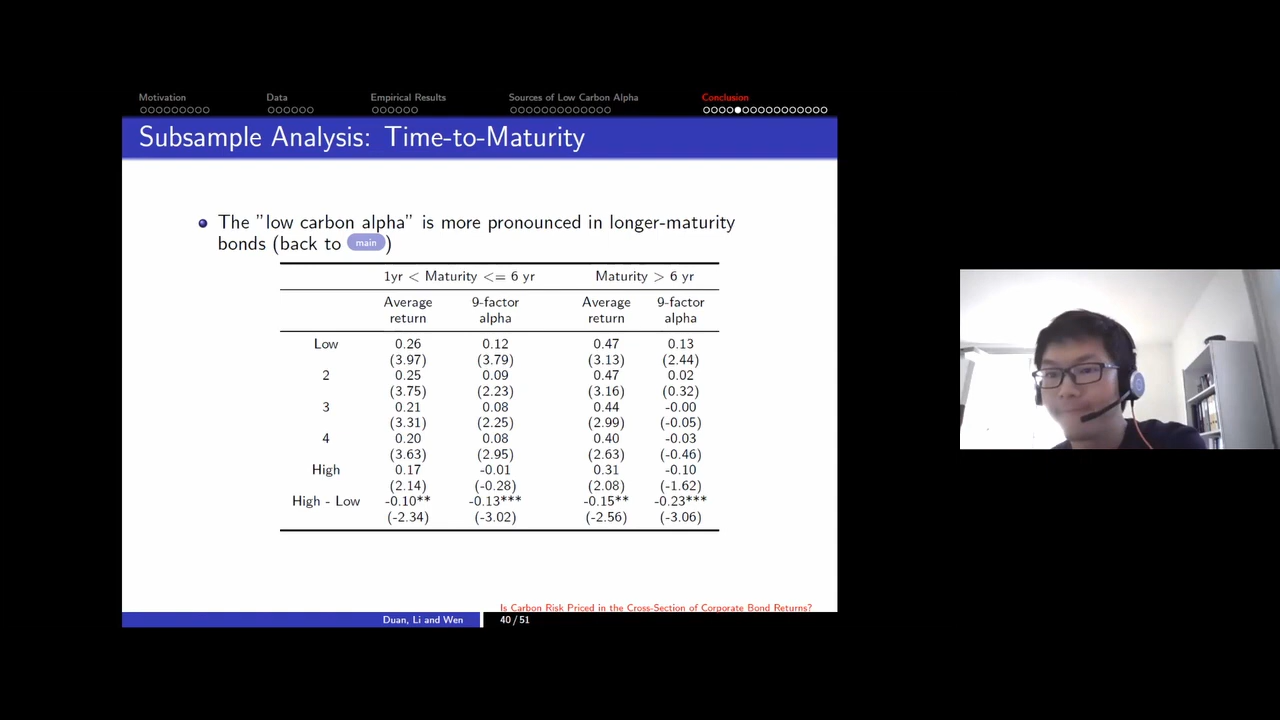 Motivation Data Empirical Results Sources of Low Carbon Alpha Conclusion
Subsample Analysis: Time-to-Maturity
The "low carbon alpha" is more pronounced in longer-maturity
bonds (back to main)
1yr < Maturity <= 6 yr Maturity > 6 yr
Average 9-factor Average 9-factor
return alpha return alpha
Low 0.26 0.12 0.47 0.13
(3.97) (3.79) (3.13) (2.44)
2 0.25 0.09 0.47 0.02
(3.75) (2.23) (3.16) (0.32)
3 0.21 0.08 0.44 -0.00
(3.31) (2.25) (2.99) (-0.05)
4 0.20 0.08 0.40 -0.03
(3.63) (2.95) (2.63) (-0.46)
High 0.17 -0.01 0.31 -0.10
(2.14) (-0.28) (2.08) (-1.62)
High - Low -0.10** -0.13*** -0.15** -0.23***
(-2.34) (-3.02) (-2.56) (-3.06)
Is Carbon Risk Priced in the Cross-Section of Corporate Bond Returns?
Duan, Li and Wen 40 / 51